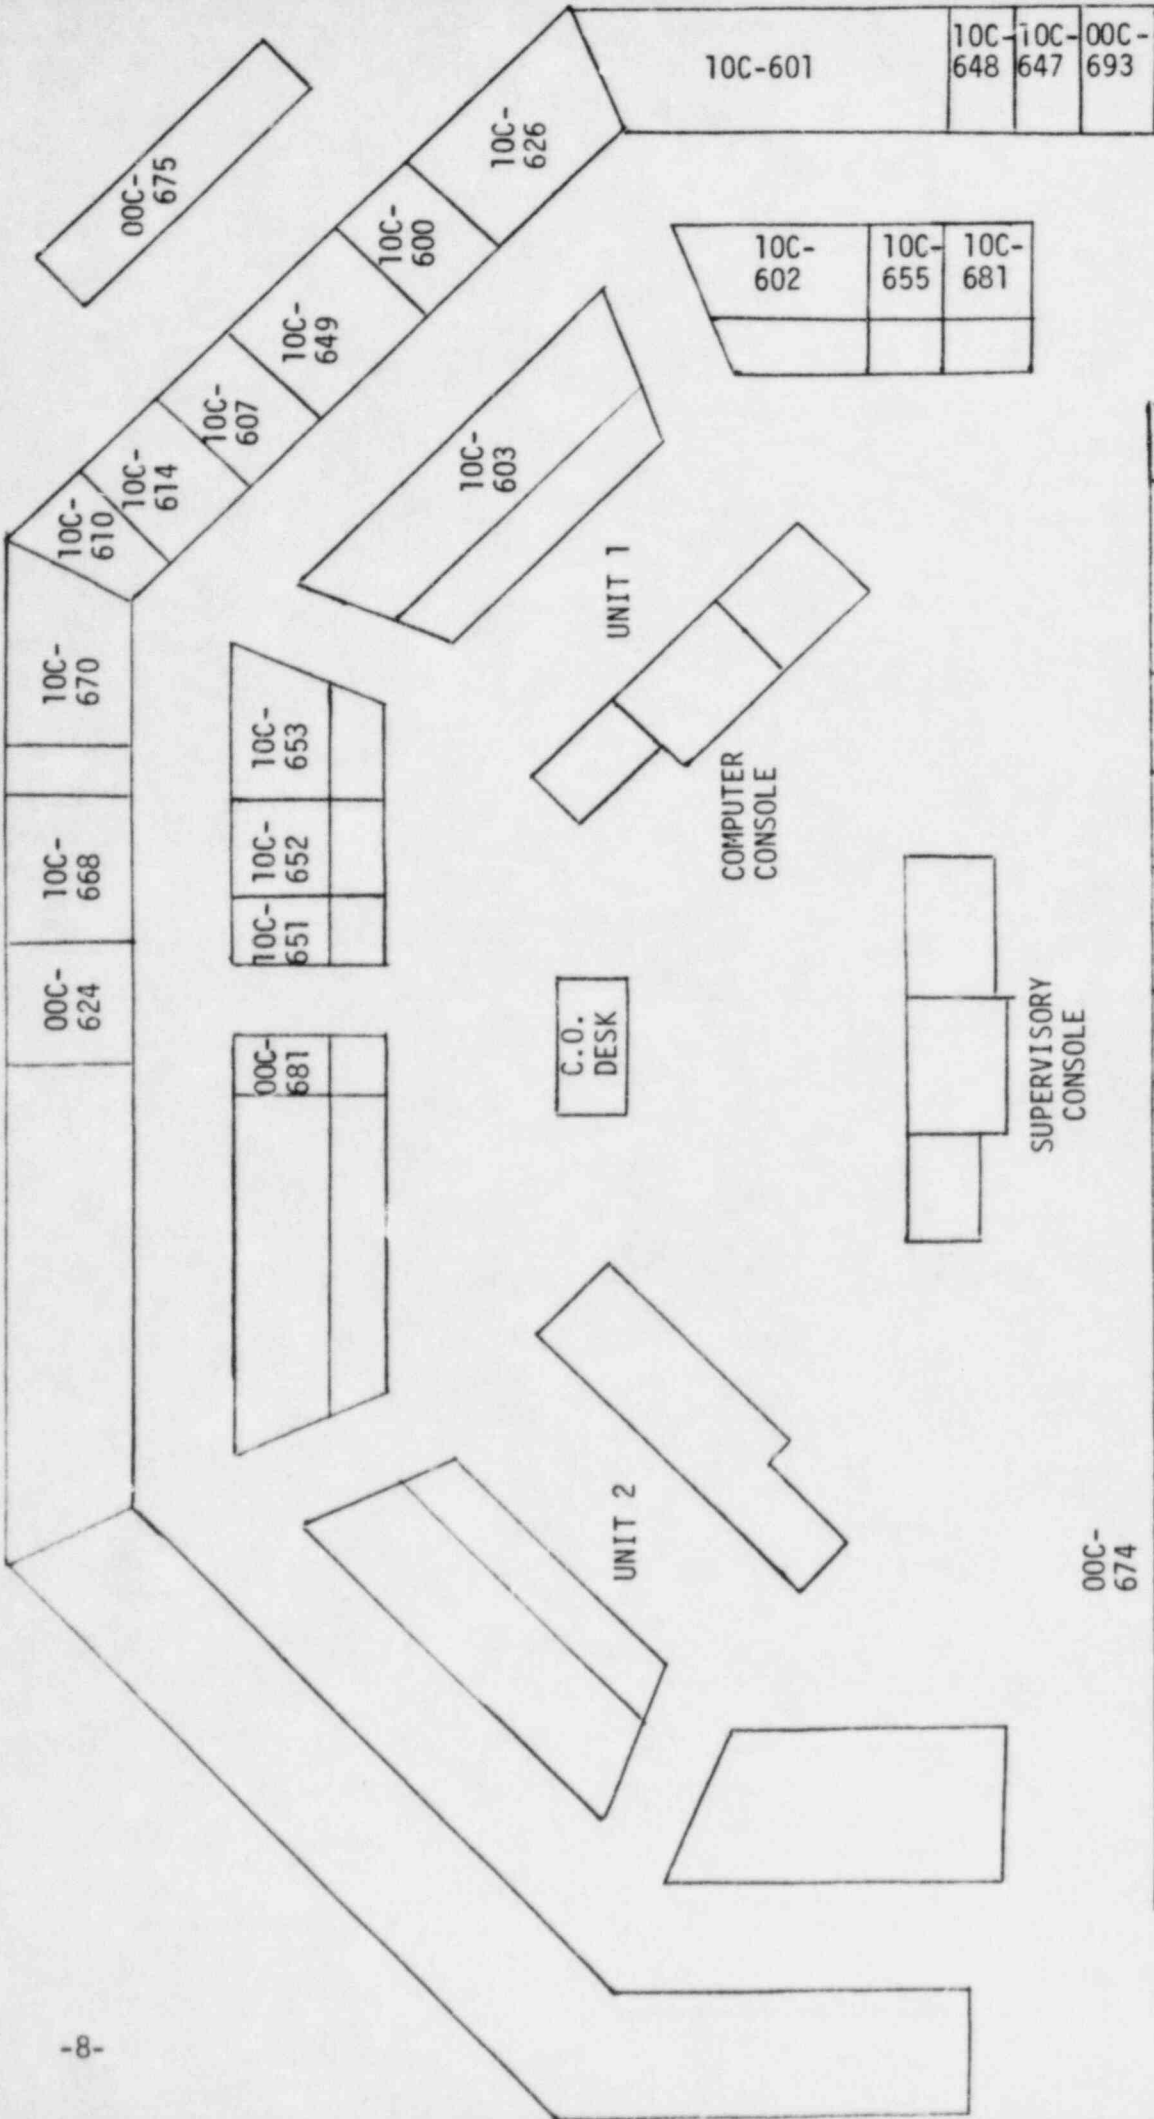 10C-601
10C-
648
10C-
647
00C-
693
00C-
675
10C-
626
10C-
600
10C-
649
10C-
607
10C-
614
10C-
610
10C-
602
10C-
655
10C-
681
10C-
603
UNIT 1
10C-
670
10C-
668
00C-
624
10C-
653
10C-
652
10C-
651
00C-
681
COMPUTER
CONSOLE
C.O.
DESK
SUPERVISORY
CONSOLE
UNIT 2
00C-
674
-8-